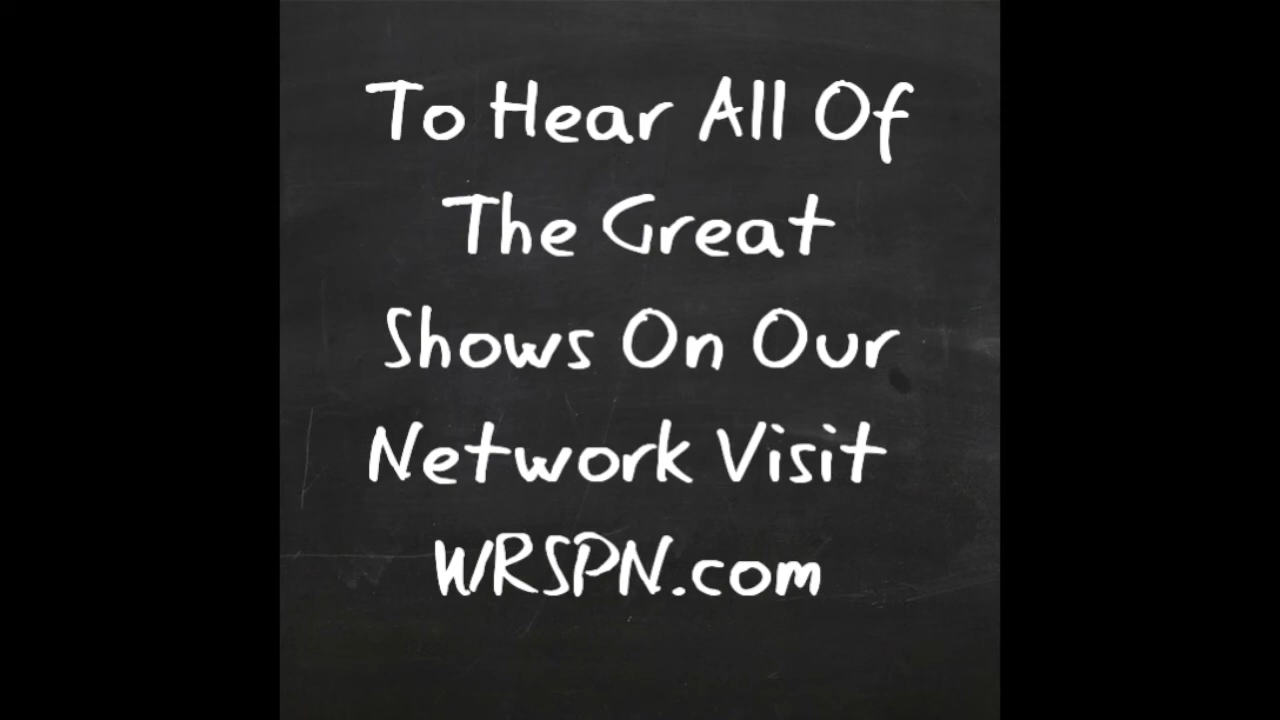 To Hear All Of
The Great
Shows On Our
Network Visit
WRSPN.com